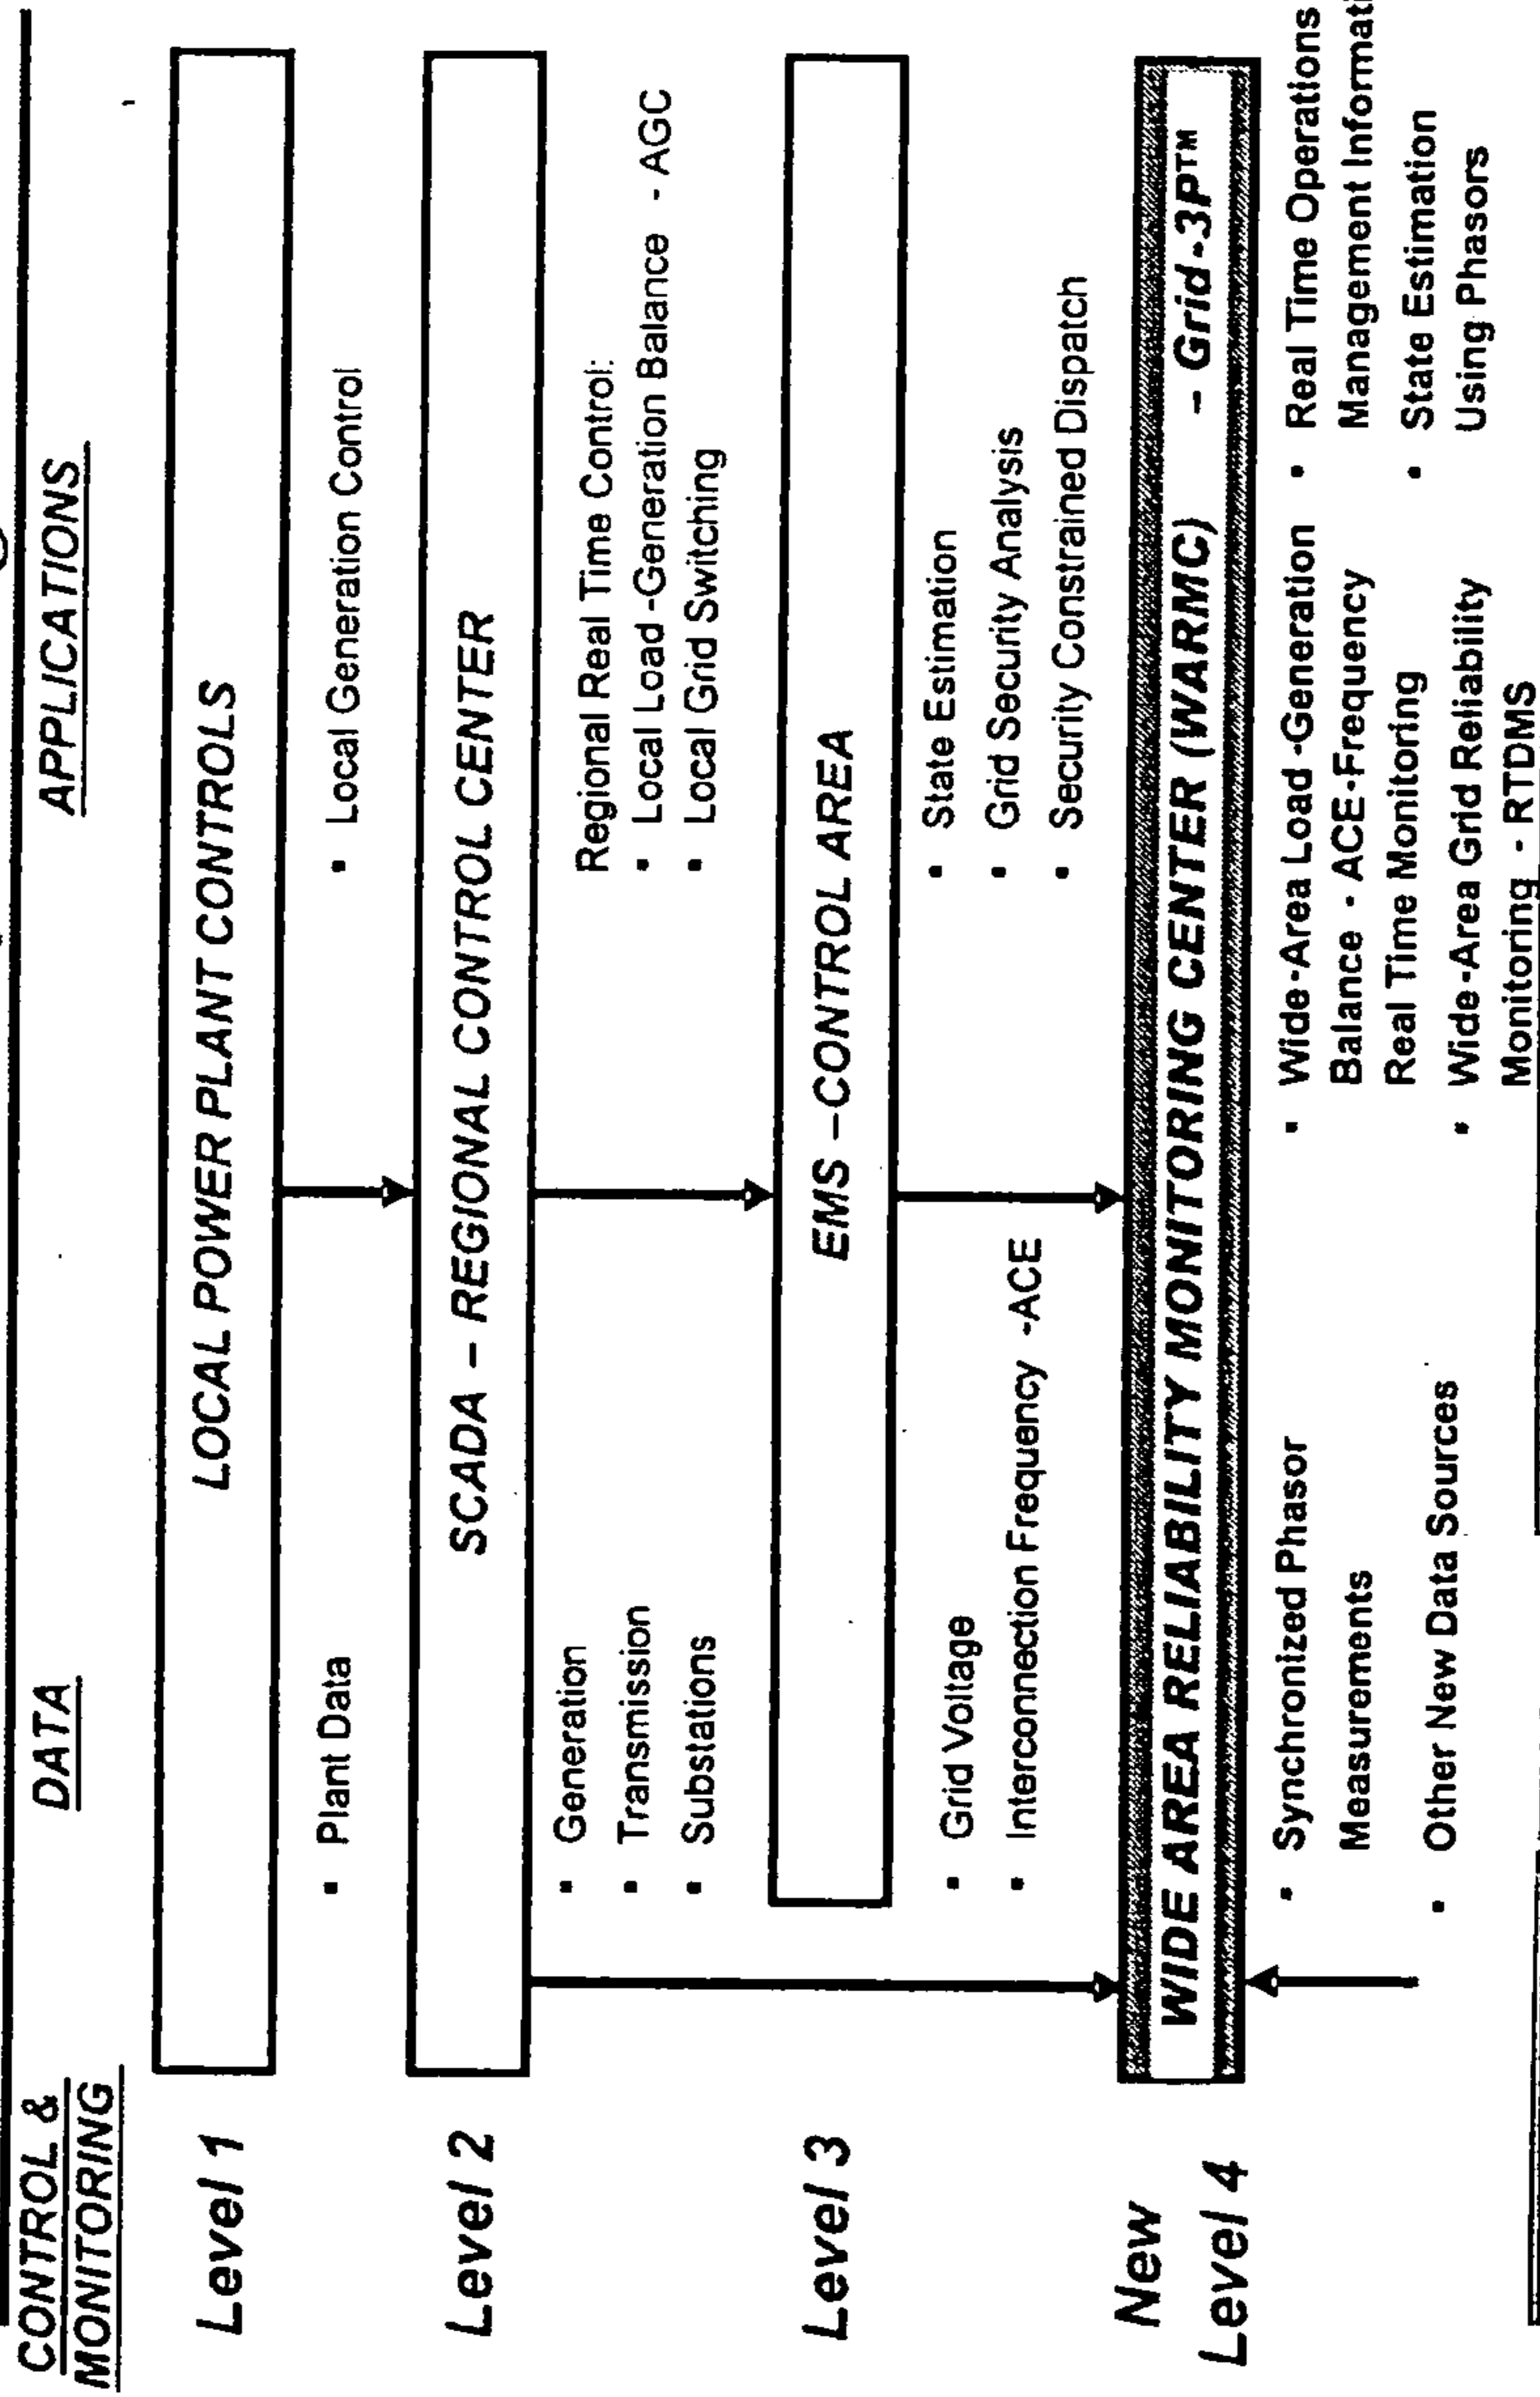 CONTROL &
MONITORING
DATA
APPLICATIONS
Level 1
LOCAL POWER PLANT CONTROLS
▪ Plant Data
▪ Local Generation Control
Level 2
SCADA – REGIONAL CONTROL CENTER
▪ Generation
▪ Transmission
▪ Substations
Regional Real Time Control:
▪ Local Load -Generation Balance - AGC
▪ Local Grid Switching
Level 3
EMS –CONTROL AREA
▪ Grid Voltage
▪ Interconnection Frequency -ACE
▪ State Estimation
▪ Grid Security Analysis
▪ Security Constrained Dispatch
New
Level 4
WIDE AREA RELIABILITY MONITORING CENTER (WARMC) – Grid-3P™
▪ Synchronized Phasor
Measurements
▪ Other New Data Sources
▪ Wide-Area Load -Generation
Balance - ACE-Frequency
Real Time Monitoring
▪ Wide-Area Grid Reliability
Monitoring - RTDMS
▪ Real Time Operations
Management Informat
▪ State Estimation
Using Phasors